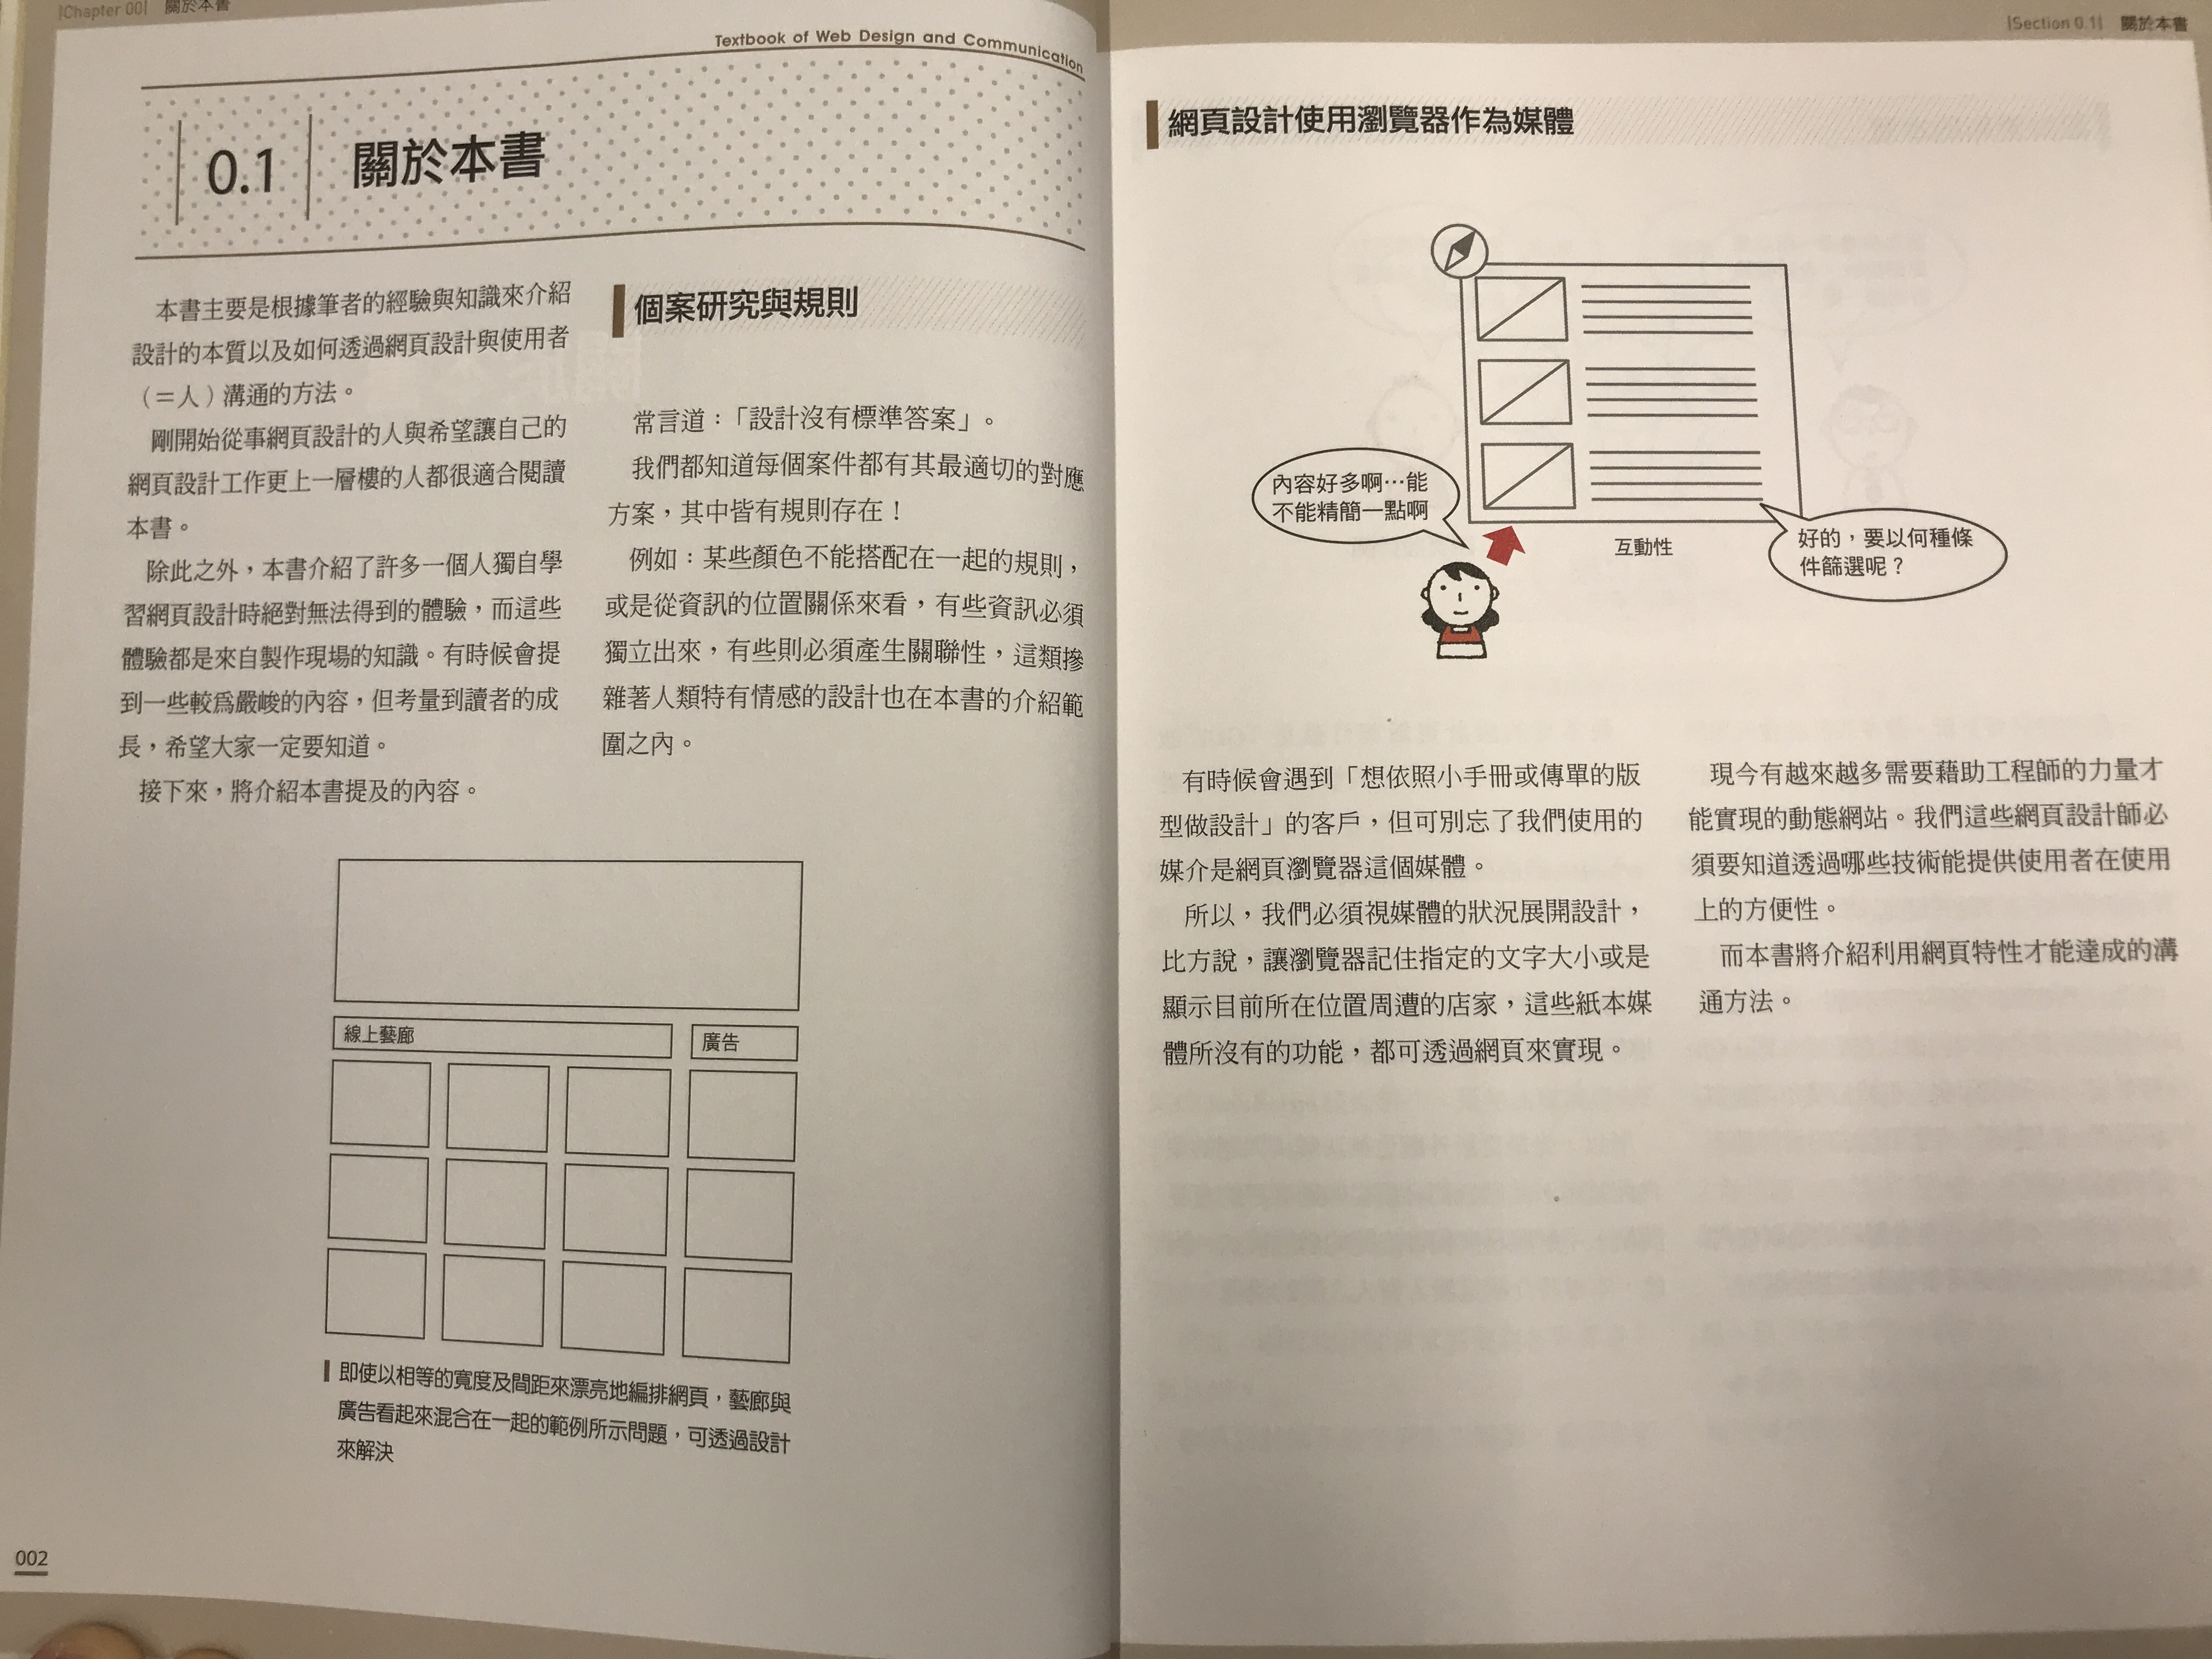 |Chapter 00| 關於本書
Textbook of Web Design and Communication
0.1 關於本書
本書主要是根據筆者的經驗與知識來介紹
設計的本質以及如何透過網頁設計與使用者
（＝人）溝通的方法。
剛開始從事網頁設計的人與希望讓自己的
網頁設計工作更上一層樓的人都很適合閱讀
本書。
除此之外，本書介紹了許多一個人獨自學
習網頁設計時絕對無法得到的體驗，而這些
體驗都是來自製作現場的知識。有時候會提
到一些較為嚴峻的內容，但考量到讀者的成
長，希望大家一定要知道。
接下來，將介紹本書提及的內容。
個案研究與規則
常言道：「設計沒有標準答案」。
我們都知道每個案件都有其最適切的對應
方案，其中皆有規則存在！
例如：某些顏色不能搭配在一起的規則，
或是從資訊的位置關係來看，有些資訊必須
獨立出來，有些則必須產生關聯性，這類摻
雜著人類特有情感的設計也在本書的介紹範
圍之內。
線上藝廊
廣告
即使以相等的寬度及間距來漂亮地編排網頁，藝廊與
廣告看起來混合在一起的範例所示問題，可透過設計
來解決
002
|Section 0.1| 關於本書
網頁設計使用瀏覽器作為媒體
內容好多啊…能
不能精簡一點啊
互動性
好的，要以何種條
件篩選呢？
有時候會遇到「想依照小手冊或傳單的版
型做設計」的客戶，但可別忘了我們使用的
媒介是網頁瀏覽器這個媒體。
所以，我們必須視媒體的狀況展開設計，
比方說，讓瀏覽器記住指定的文字大小或是
顯示目前所在位置周遭的店家，這些紙本媒
體所沒有的功能，都可透過網頁來實現。
現今有越來越多需要藉助工程師的力量才
能實現的動態網站。我們這些網頁設計師必
須要知道透過哪些技術能提供使用者在使用
上的方便性。
而本書將介紹利用網頁特性才能達成的溝
通方法。